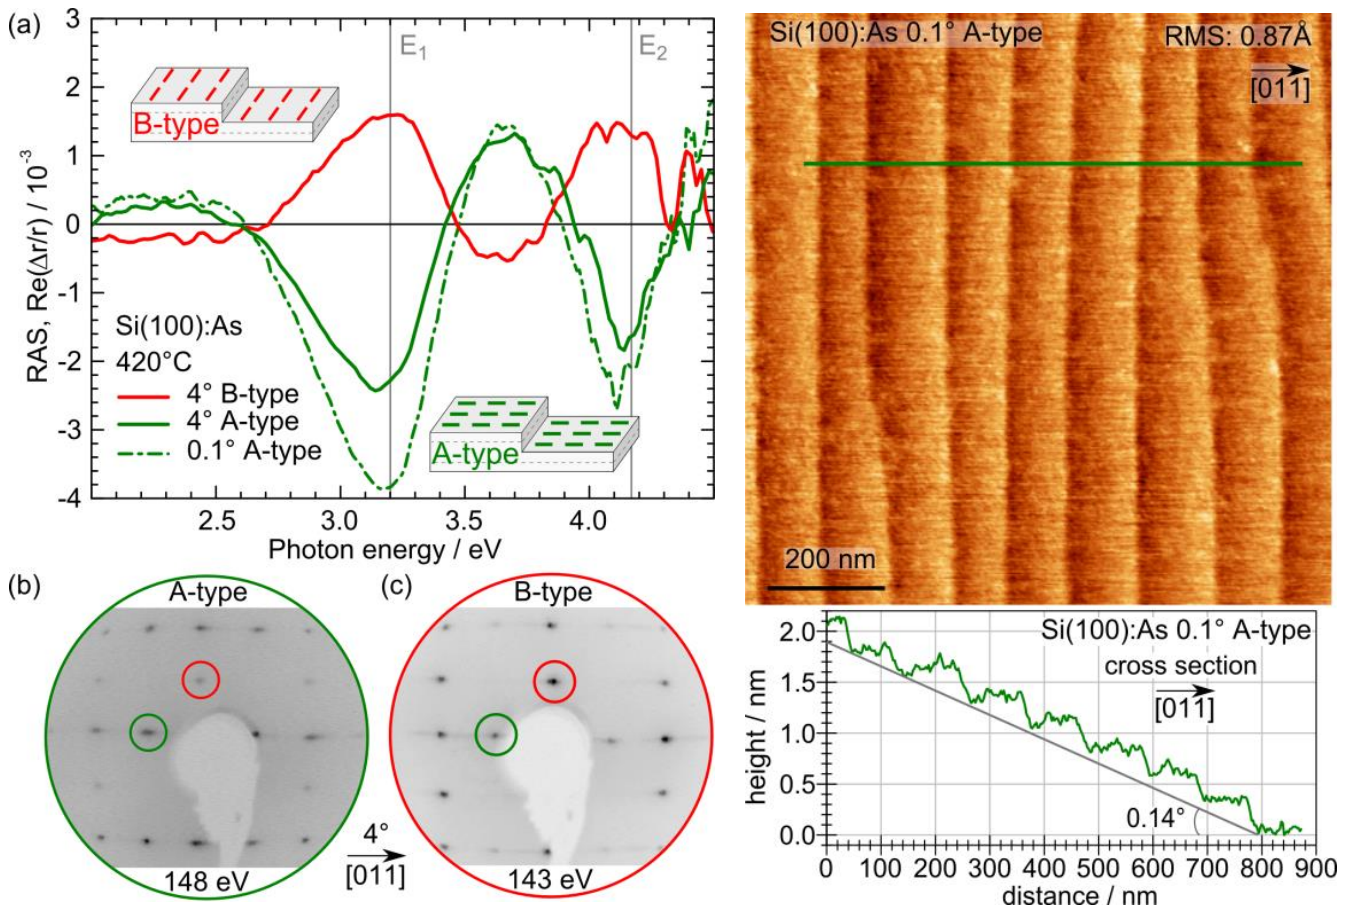 (a)
RAS, Re(Δr/r) / 10⁻³
3
2
1
0
-1
-2
-3
-4
E₁
E₂
B-type
Si(100):As
420°C
4° B-type
4° A-type
0.1° A-type
A-type
2.5
3.0
3.5
4.0
Photon energy / eV
(b)
A-type
148 eV
4°
[011]
(c)
B-type
143 eV
Si(100):As 0.1° A-type
RMS: 0.87Å
[011]
200 nm
height / nm
2.0
1.5
1.0
0.5
0.0
Si(100):As 0.1° A-type
cross section
[011]
0.14°
0 100 200 300 400 500 600 700 800 900
distance / nm